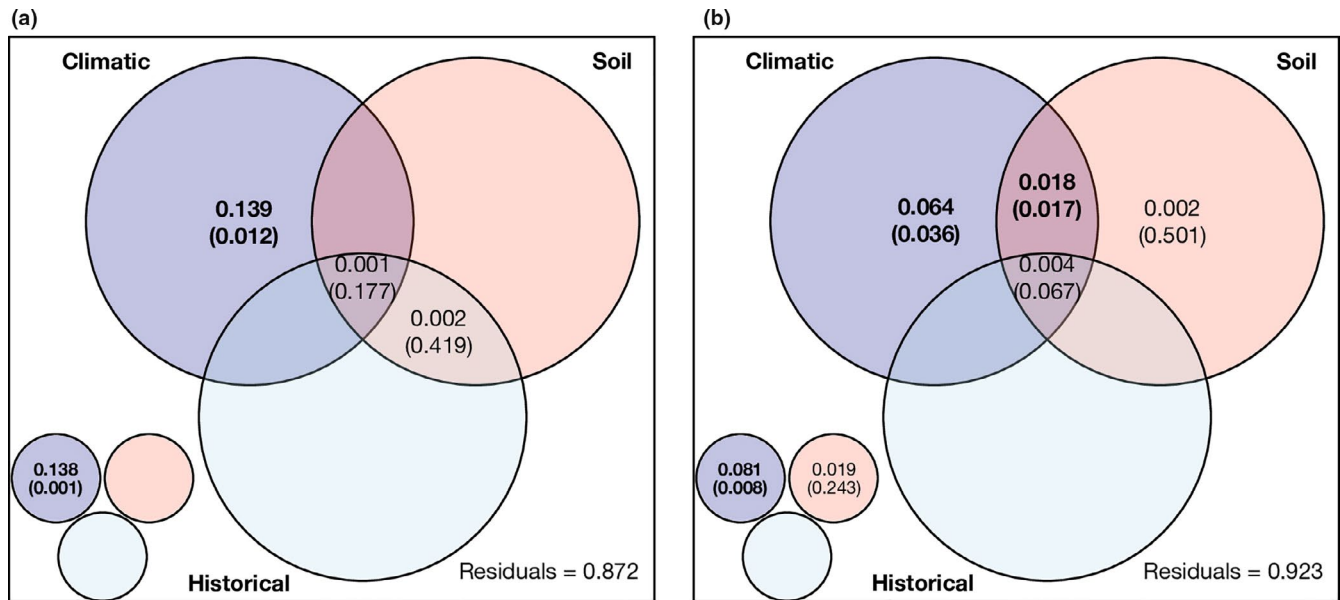 (a)
Climatic
Soil
0.139
(0.012)
0.001
(0.177)
0.002
(0.419)
0.138
(0.001)
Historical
Residuals = 0.872
(b)
Climatic
Soil
0.064
(0.036)
0.018
(0.017)
0.002
(0.501)
0.004
(0.067)
0.081
(0.008)
0.019
(0.243)
Historical
Residuals = 0.923